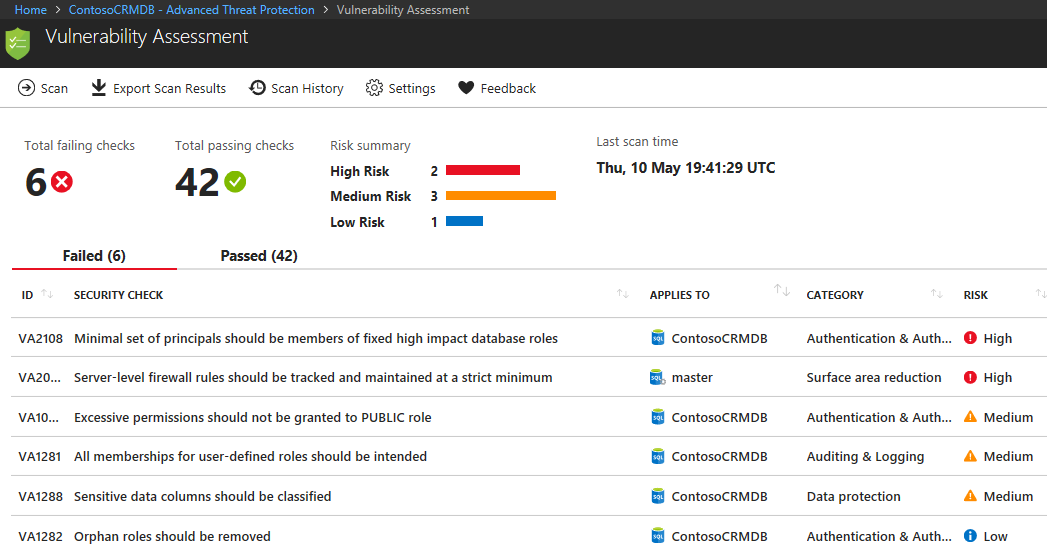 Home > ContosoCRMDB - Advanced Threat Protection > Vulnerability Assessment
Vulnerability Assessment
Scan Export Scan Results Scan History Settings Feedback
Total failing checks Total passing checks Risk summary Last scan time
6 42 High Risk 2 Thu, 10 May 19:41:29 UTC
Medium Risk 3
Low Risk 1
Failed (6) Passed (42)
ID SECURITY CHECK APPLIES TO CATEGORY RISK
VA2108 Minimal set of principals should be members of fixed high impact database roles ContosoCRMDB Authentication & Auth... High
VA20... Server-level firewall rules should be tracked and maintained at a strict minimum master Surface area reduction High
VA10... Excessive permissions should not be granted to PUBLIC role ContosoCRMDB Authentication & Auth... Medium
VA1281 All memberships for user-defined roles should be intended ContosoCRMDB Auditing & Logging Medium
VA1288 Sensitive data columns should be classified ContosoCRMDB Data protection Medium
VA1282 Orphan roles should be removed ContosoCRMDB Authentication & Auth... Low